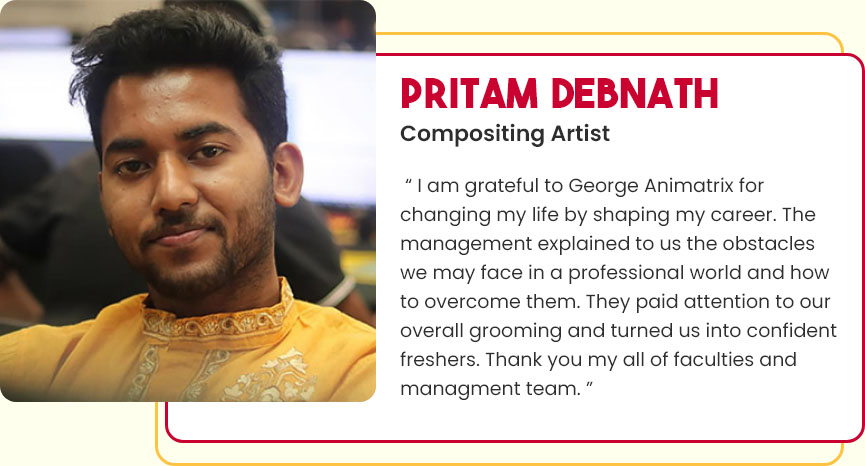 PRITAM DEBNATH
Compositing Artist
“ I am grateful to George Animatrix for
changing my life by shaping my career. The
management explained to us the obstacles
we may face in a professional world and how
to overcome them. They paid attention to our
overall grooming and turned us into confident
freshers. Thank you my all of faculties and
managment team. ”